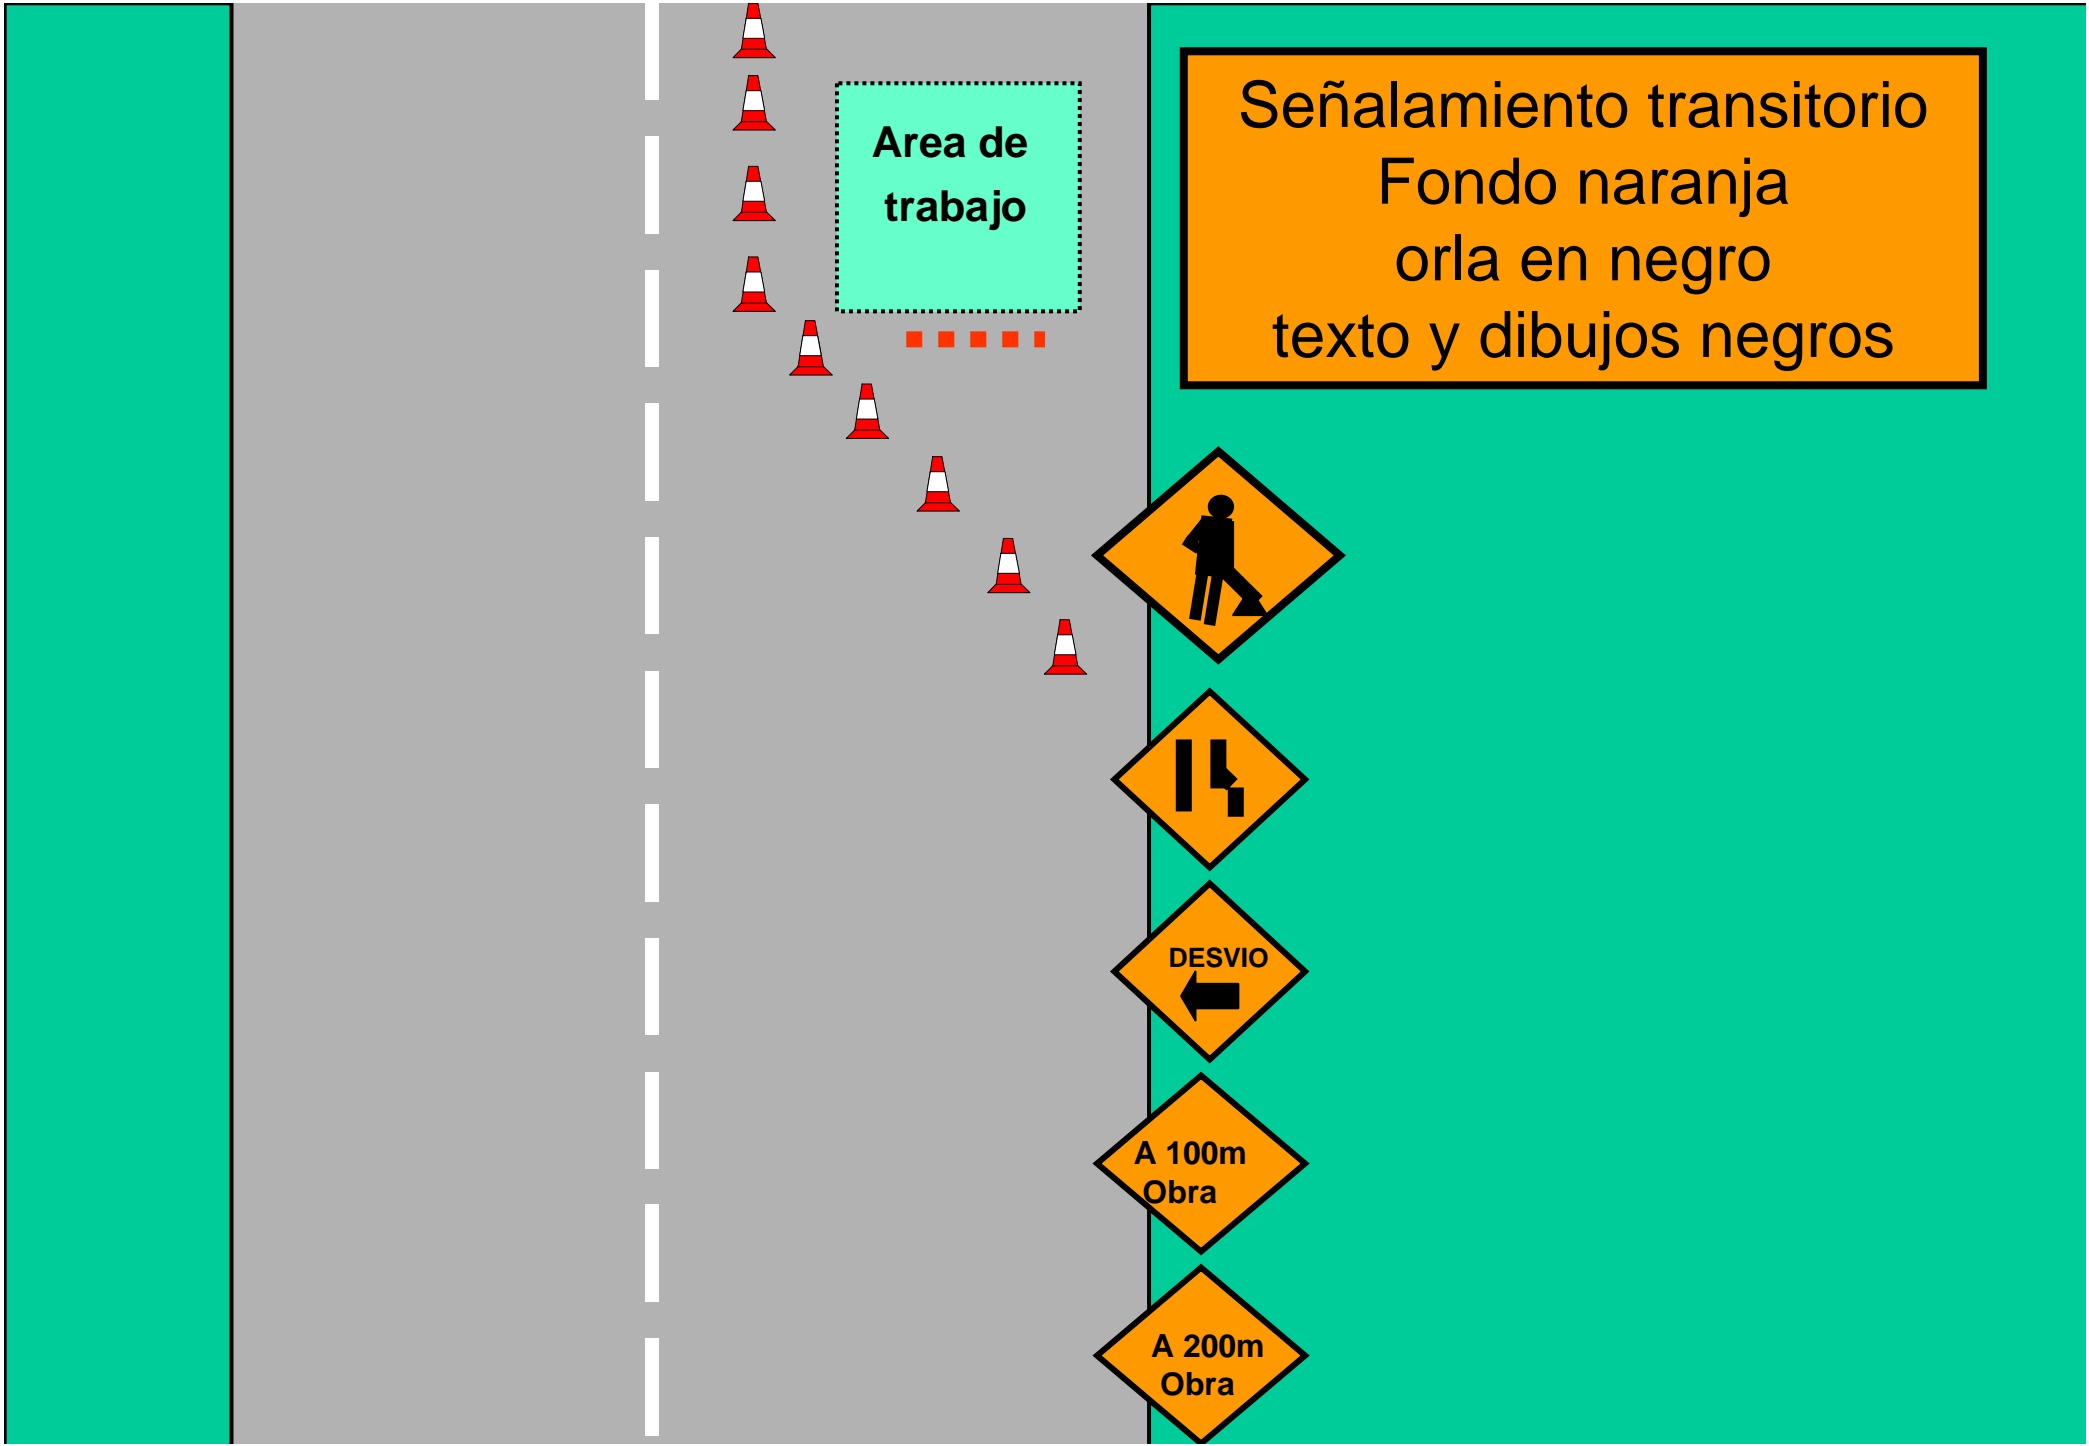 Area de
trabajo
Señalamiento transitorio
Fondo naranja
orla en negro
texto y dibujos negros
DESVIO
A 100m
Obra
A 200m
Obra